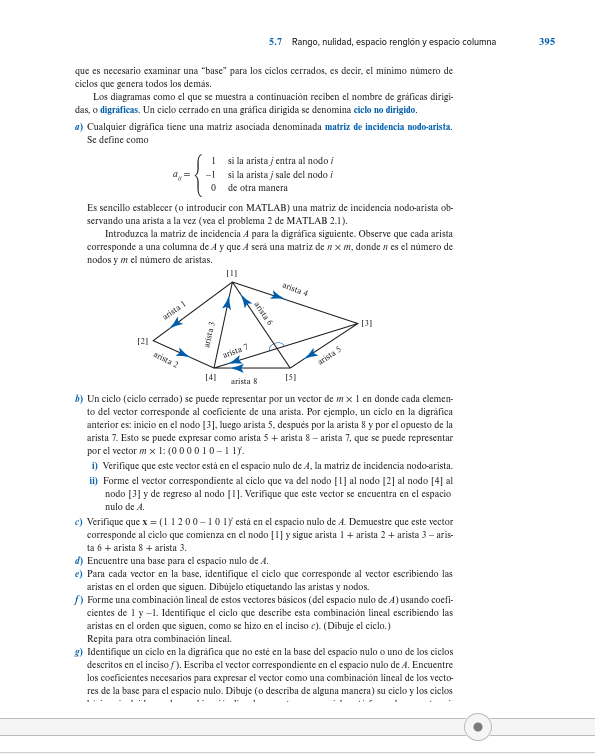 5.7 Rango, nulidad, espacio renglón y espacio columna 395
que es necesario examinar una “base” para los ciclos cerrados, es decir, el mínimo número de
ciclos que genera todos los demás.
Los diagramas como el que se muestra a continuación reciben el nombre de gráficas dirigi-
das, o digráficas. Un ciclo cerrado en una gráfica dirigida se denomina ciclo no dirigido.
a) Cualquier digráfica tiene una matriz asociada denominada matriz de incidencia nodo-arista.
Se define como
1 si la arista j entra al nodo i
aij = { –1 si la arista j sale del nodo i
0 de otra manera
Es sencillo establecer (o introducir con MATLAB) una matriz de incidencia nodo-arista ob-
servando una arista a la vez (vea el problema 2 de MATLAB 2.1).
Introduzca la matriz de incidencia A para la digráfica siguiente. Observe que cada arista
corresponde a una columna de A y que A será una matriz de n × m, donde n es el número de
nodos y m el número de aristas.
[1]
arista 4
arista 1
arista 6
[3]
arista 3
[2]
arista 7
arista 5
arista 2
[4] [5]
arista 8
b) Un ciclo (ciclo cerrado) se puede representar por un vector de m × 1 en donde cada elemen-
to del vector corresponde al coeficiente de una arista. Por ejemplo, un ciclo en la digráfica
anterior es: inicio en el nodo [3], luego arista 5, después por la arista 8 y por el opuesto de la
arista 7. Esto se puede expresar como arista 5 + arista 8 – arista 7, que se puede representar
por el vector m × 1: (0 0 0 0 1 0 – 1 1)t.
i) Verifique que este vector está en el espacio nulo de A, la matriz de incidencia nodo-arista.
ii) Forme el vector correspondiente al ciclo que va del nodo [1] al nodo [2] al nodo [4] al
nodo [3] y de regreso al nodo [1]. Verifique que este vector se encuentra en el espacio
nulo de A.
c) Verifique que x = (1 1 2 0 0 – 1 0 1)t está en el espacio nulo de A. Demuestre que este vector
corresponde al ciclo que comienza en el nodo [1] y sigue arista 1 + arista 2 + arista 3 – aris-
ta 6 + arista 8 + arista 3.
d) Encuentre una base para el espacio nulo de A.
e) Para cada vector en la base, identifique el ciclo que corresponde al vector escribiendo las
aristas en el orden que siguen. Dibújelo etiquetando las aristas y nodos.
f) Forme una combinación lineal de estos vectores básicos (del espacio nulo de A) usando coefi-
cientes de 1 y –1. Identifique el ciclo que describe esta combinación lineal escribiendo las
aristas en el orden que siguen, como se hizo en el inciso c). (Dibuje el ciclo.)
Repita para otra combinación lineal.
g) Identifique un ciclo en la digráfica que no esté en la base del espacio nulo o uno de los ciclos
descritos en el inciso f). Escriba el vector correspondiente en el espacio nulo de A. Encuentre
los coeficientes necesarios para expresar el vector como una combinación lineal de los vecto-
res de la base para el espacio nulo. Dibuje (o describa de alguna manera) su ciclo y los ciclos